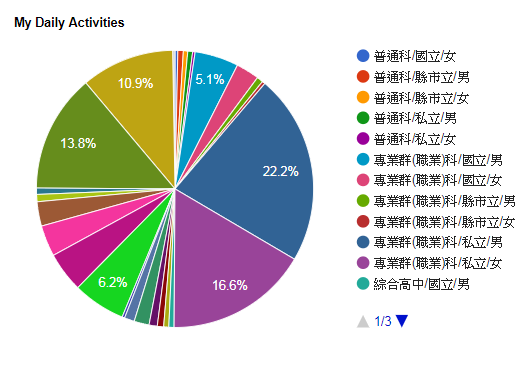 My Daily Activities
10.9%
5.1%
13.8%
22.2%
6.2%
16.6%
普通科/國立/女
普通科/縣市立/男
普通科/縣市立/女
普通科/私立/男
普通科/私立/女
專業群(職業)科/國立/男
專業群(職業)科/國立/女
專業群(職業)科/縣市立/男
專業群(職業)科/縣市立/女
專業群(職業)科/私立/男
專業群(職業)科/私立/女
綜合高中/國立/男
1/3